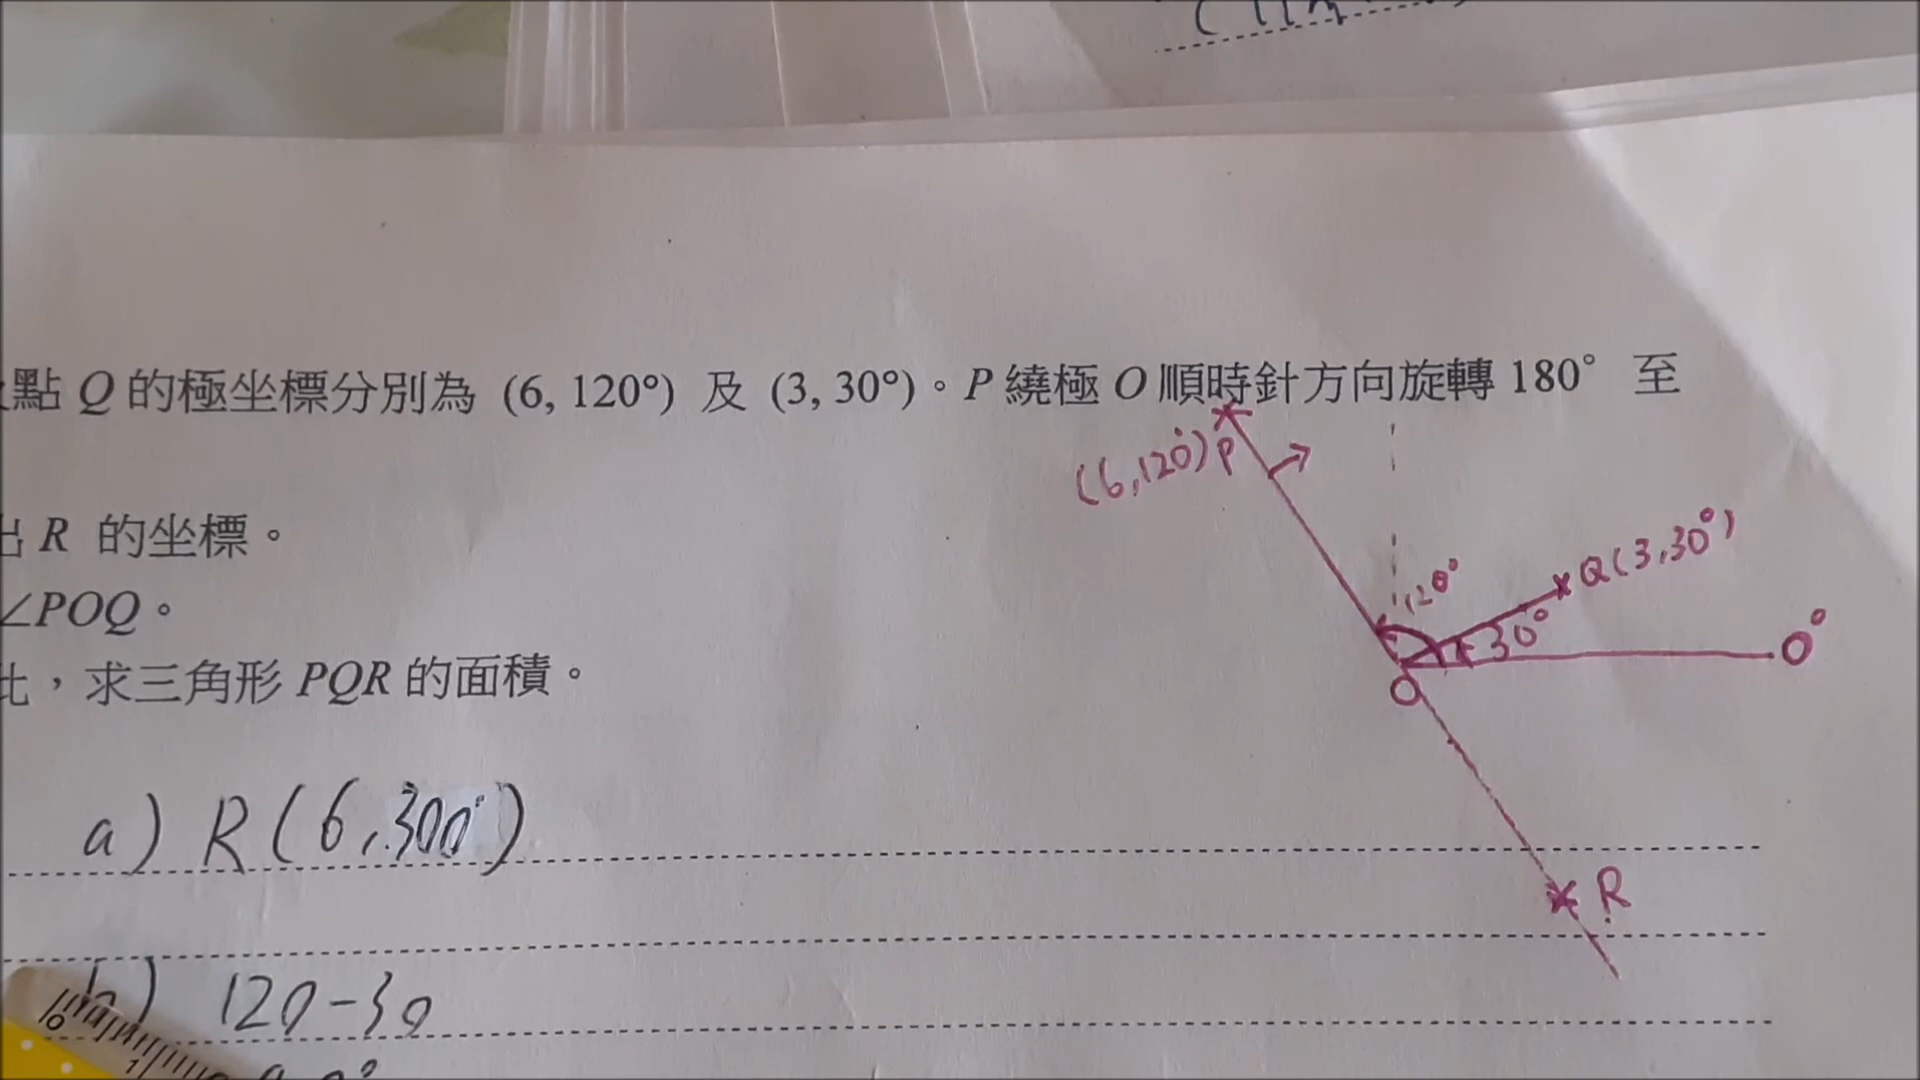 點 Q 的極坐標分別為 (6, 120°) 及 (3, 30°)。P 繞極 O 順時針方向旋轉 180° 至
(6,120°) P
R 的坐標。
Q(3,30°)
120°
∠POQ。
30°
0°
，求三角形 PQR 的面積。
O
a) R(6,300°)
R
b) 120-30